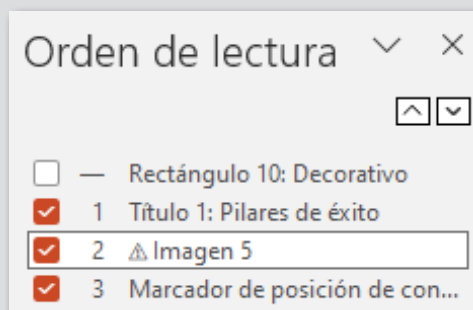 Orden de lectura
— Rectángulo 10: Decorativo
1 Título 1: Pilares de éxito
2 ⚠ Imagen 5
3 Marcador de posición de con...